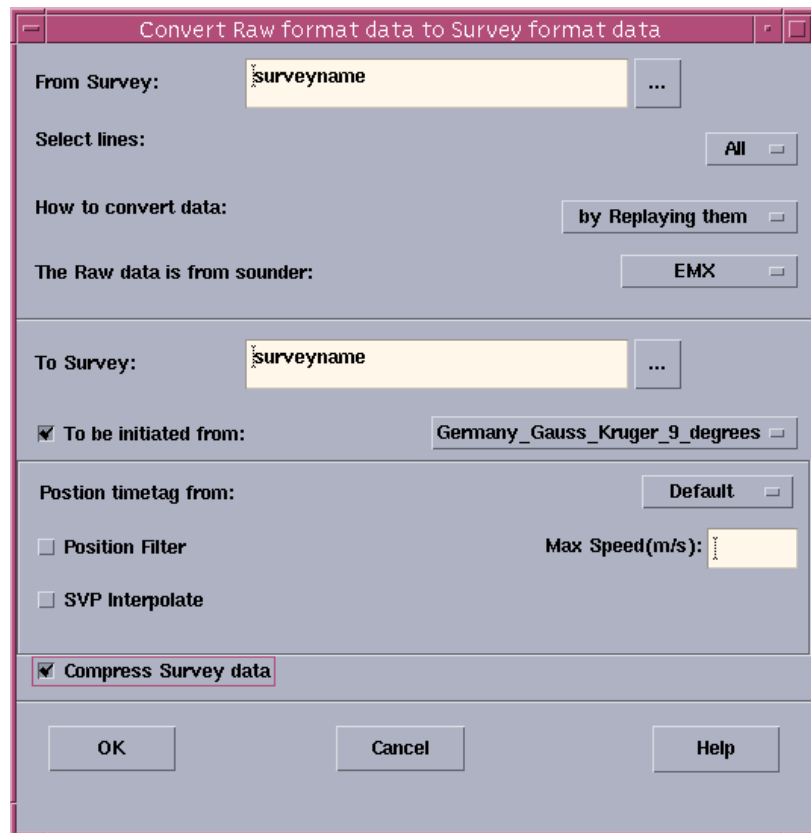 Convert Raw format data to Survey format data
From Survey: surveyname ...
Select lines: All
How to convert data: by Replaying them
The Raw data is from sounder: EMX
To Survey: surveyname ...
To be initiated from: Germany_Gauss_Kruger_9_degrees
Postion timetag from: Default
Position Filter Max Speed(m/s):
SVP Interpolate
Compress Survey data
OK Cancel Help